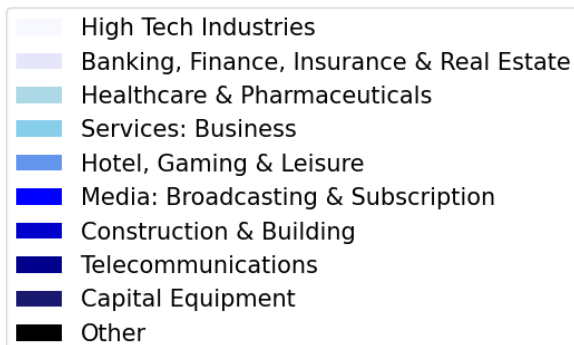 High Tech Industries
Banking, Finance, Insurance & Real Estate
Healthcare & Pharmaceuticals
Services: Business
Hotel, Gaming & Leisure
Media: Broadcasting & Subscription
Construction & Building
Telecommunications
Capital Equipment
Other